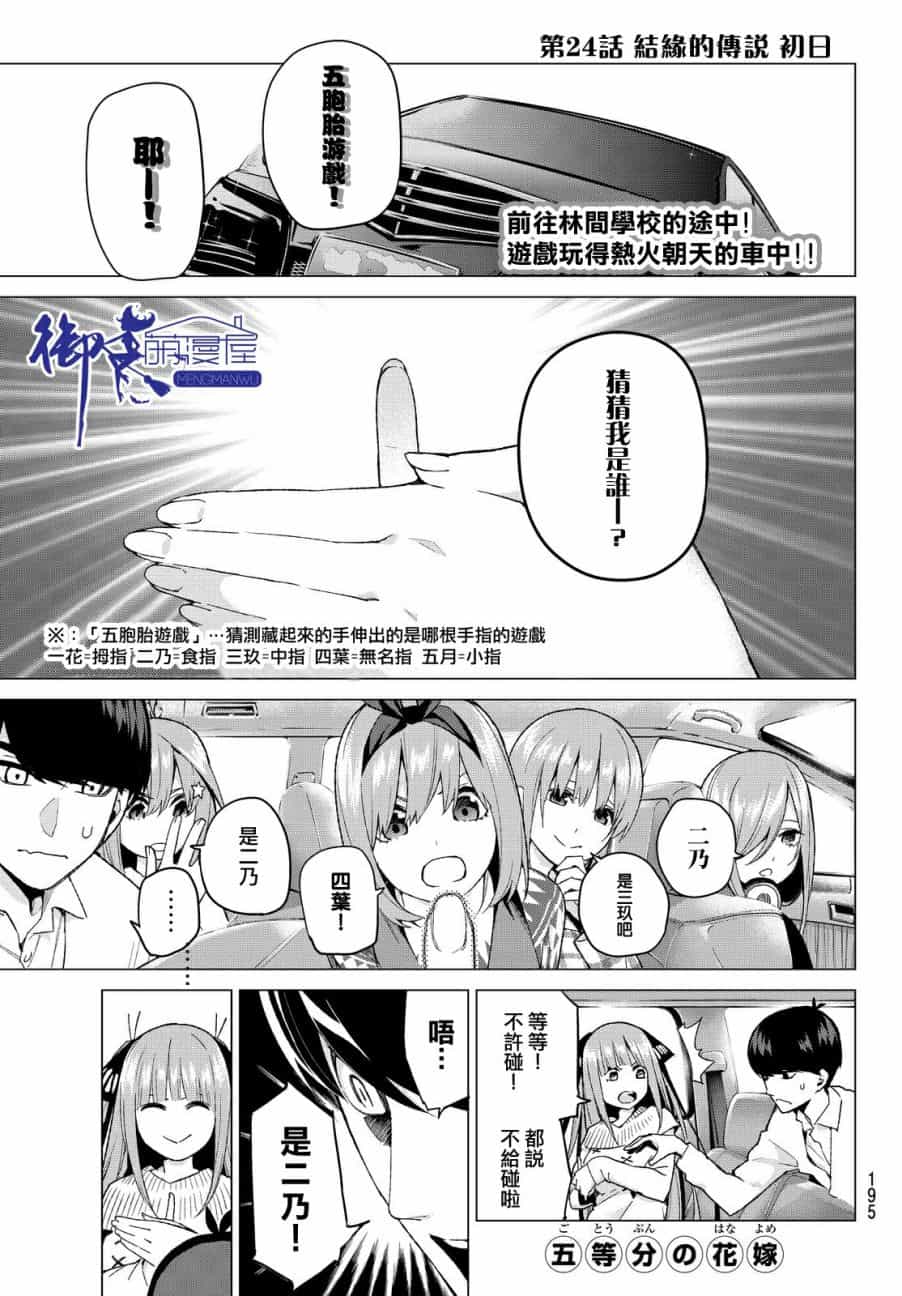 第24話 結緣的傳說 初日
五胞胎游戲!
耶ーー!
前往林間學校的途中!
遊戲玩得熱火朝天的車中!!
御宅萌漫屋
MENGMANWU
猜猜我是誰ー?
※:「五胞胎遊戲」…猜測藏起來的手伸出的是哪根手指的遊戲
一花=拇指 二乃=食指 三玖=中指 四葉=無名指 五月=小指
二乃
是三玖吧
四葉!
是二乃
……
……
等等!
不許碰!
都說
不給碰啦
唔…
是二乃!
195
ご とう ぶん はな よめ
五等分の花嫁